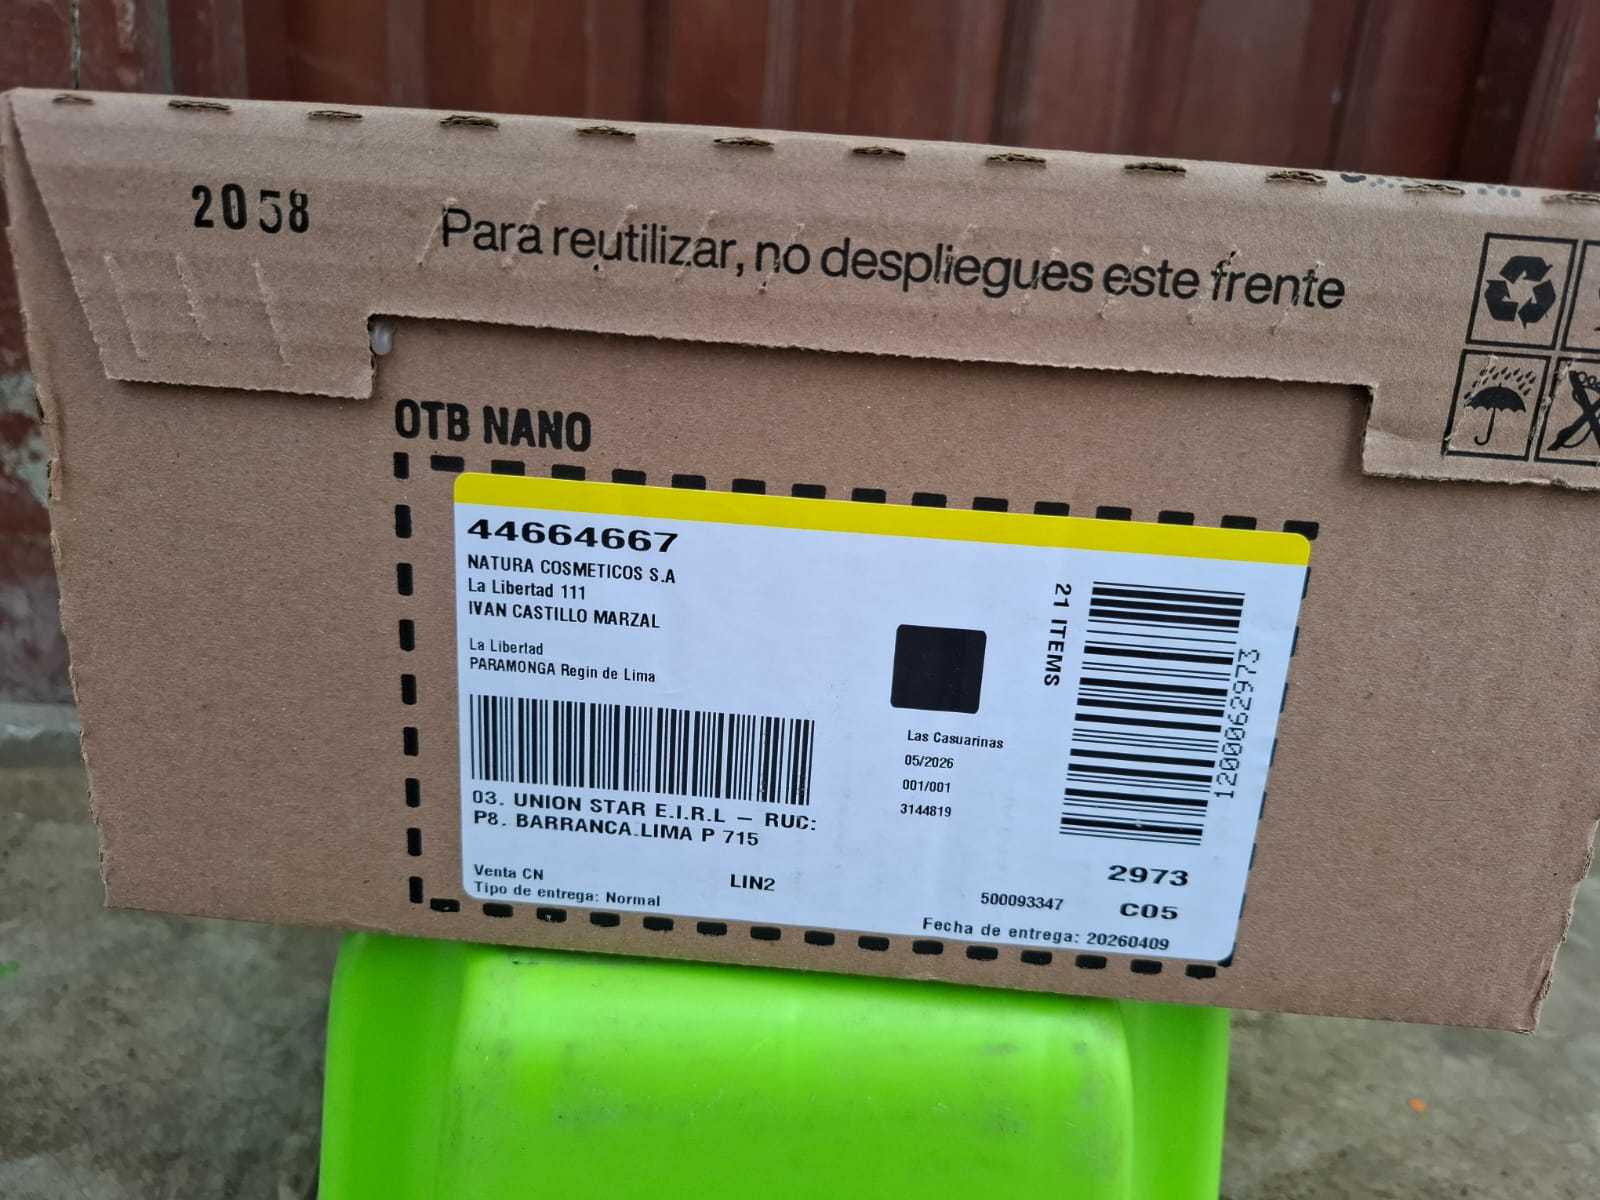 2058
Para reutilizar, no despliegues este frente
OTB NANO
44664667
NATURA COSMETICOS S.A
La Libertad 111
IVAN CASTILLO MARZAL
La Libertad
PARAMONGA Regin de Lima
03. UNION STAR E.I.R.L – RUC:
P8. BARRANCA.LIMA P 715
Venta CN
Tipo de entrega: Normal
LIN2
Las Casuarinas
05/2026
001/001
3144819
21 ITEMS
1200062973
2973
500093347
C05
Fecha de entrega: 20260409